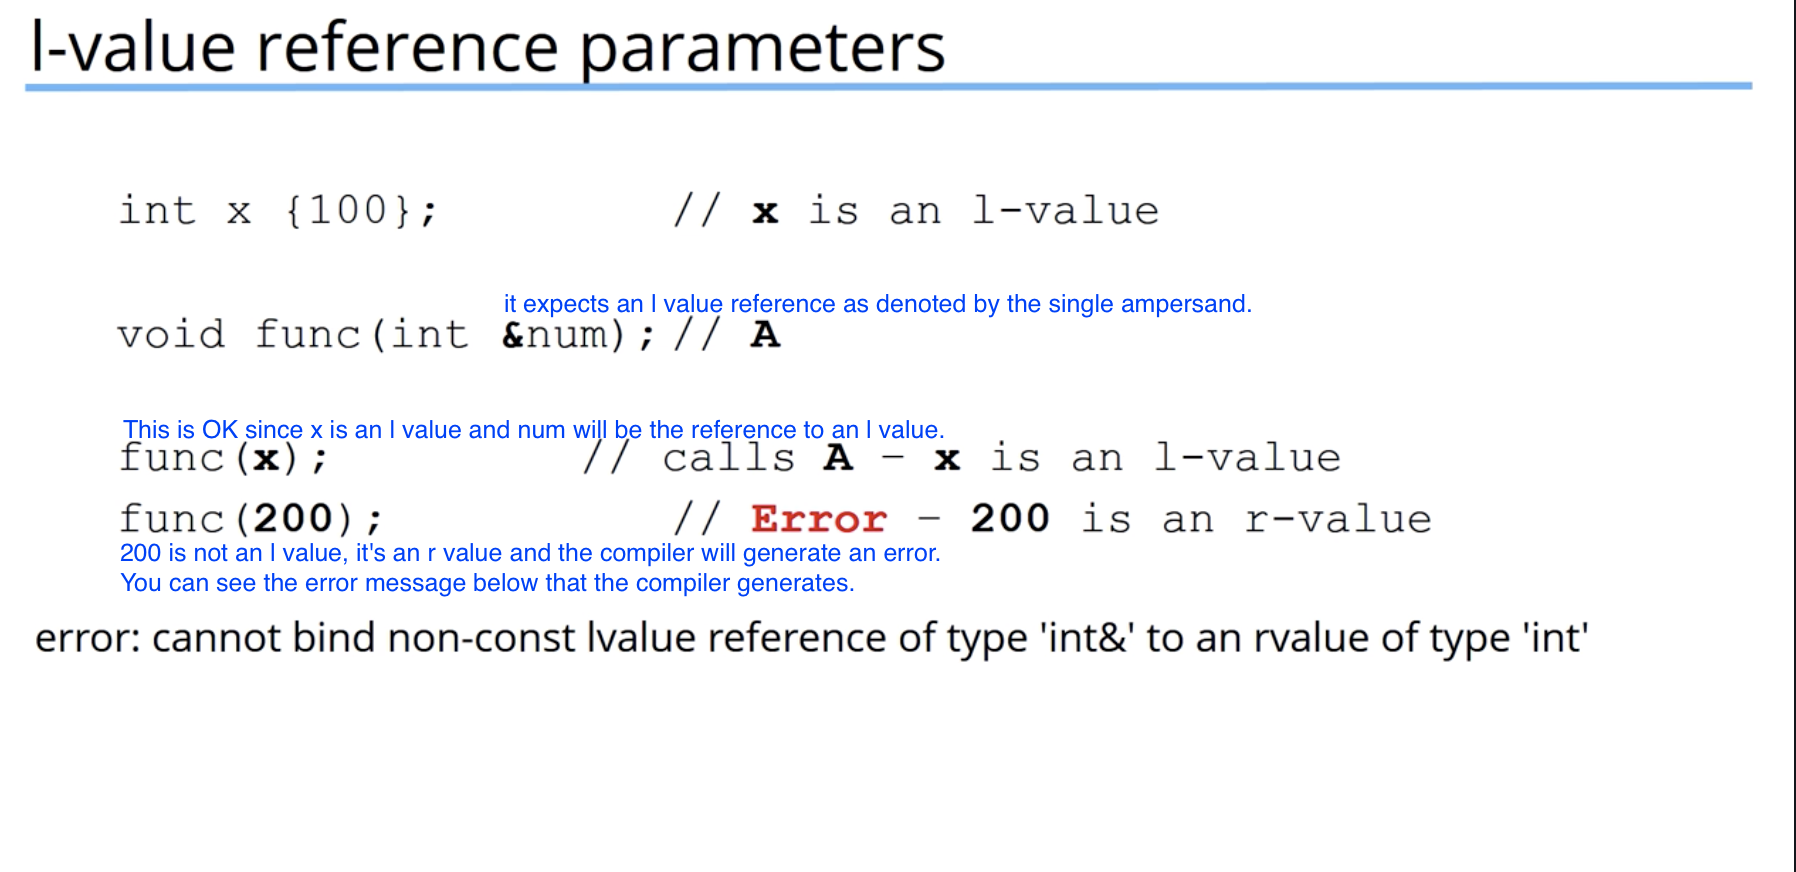 l-value reference parameters
int x {100}; // x is an l-value
it expects an l value reference as denoted by the single ampersand.
void func(int &num); // A
This is OK since x is an l value and num will be the reference to an l value.
func(x); // calls A – x is an l-value
func(200); // Error – 200 is an r-value
200 is not an l value, it's an r value and the compiler will generate an error.
You can see the error message below that the compiler generates.
error: cannot bind non-const lvalue reference of type 'int&' to an rvalue of type 'int'